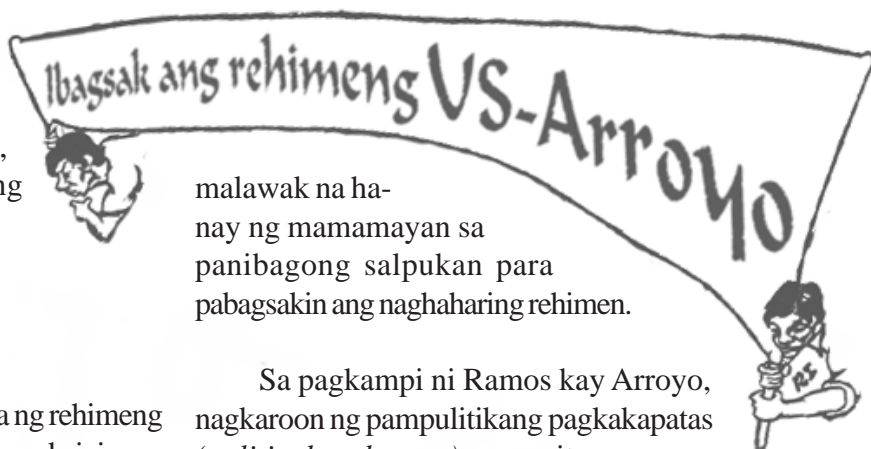 Ibagsak ang rehimeng US-Arroyo
,
ng
a ng rehimeng
malawak na ha-
nay ng mamamayan sa
panibagong salpukan para
pabagsakin ang naghaharing rehimen.
Sa pagkampi ni Ramos kay Arroyo,
nagkaroon ng pampulitikang pagkakapatas